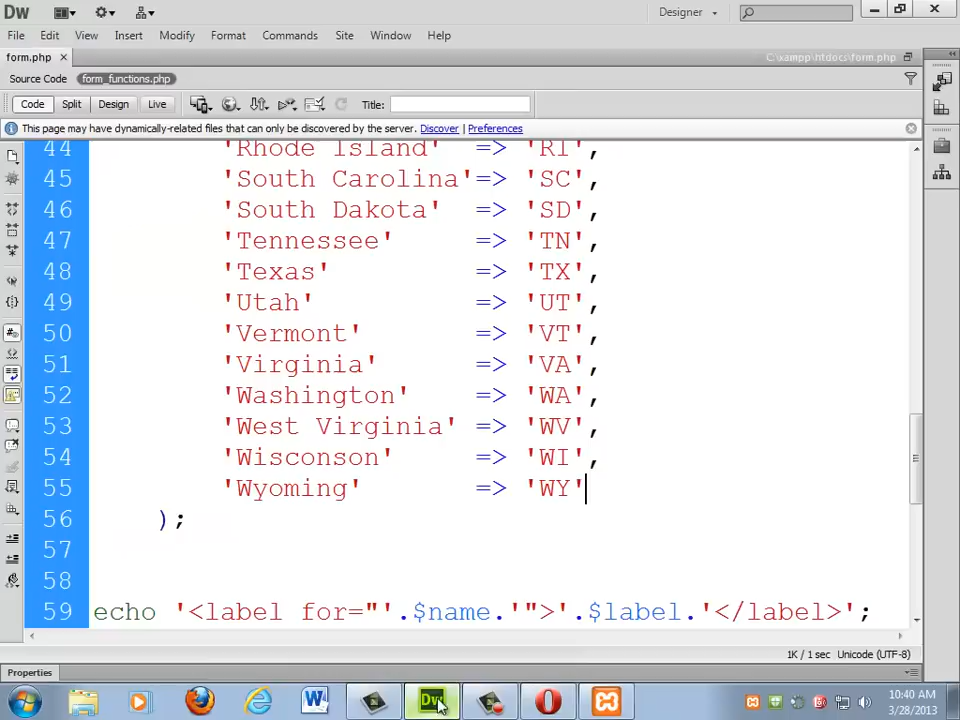 Dw
Designer
File Edit View Insert Modify Format Commands Site Window Help
form.php × C:\xampp\htdocs\form.php
Source Code form_functions.php
Code Split Design Live Title:
This page may have dynamically-related files that can only be discovered by the server. Discover | Preferences
44 'Rhode Island' => 'RI',
45 'South Carolina'=> 'SC',
46 'South Dakota' => 'SD',
47 'Tennessee' => 'TN',
48 'Texas' => 'TX',
49 'Utah' => 'UT',
50 'Vermont' => 'VT',
51 'Virginia' => 'VA',
52 'Washington' => 'WA',
53 'West Virginia' => 'WV',
54 'Wisconson' => 'WI',
55 'Wyoming' => 'WY'
56 );
57
58
59 echo '<label for="'.$name.'">'.$label.'</label>';
1K / 1 sec Unicode (UTF-8)
Properties
W Dw
10:40 AM
3/28/2013